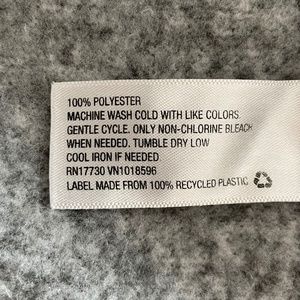 100% POLYESTER
MACHINE WASH COLD WITH LIKE COLORS
GENTLE CYCLE. ONLY NON-CHLORINE BLEACH
WHEN NEEDED. TUMBLE DRY LOW
COOL IRON IF NEEDED
RN17730 VN1018596
LABEL MADE FROM 100% RECYCLED PLASTIC